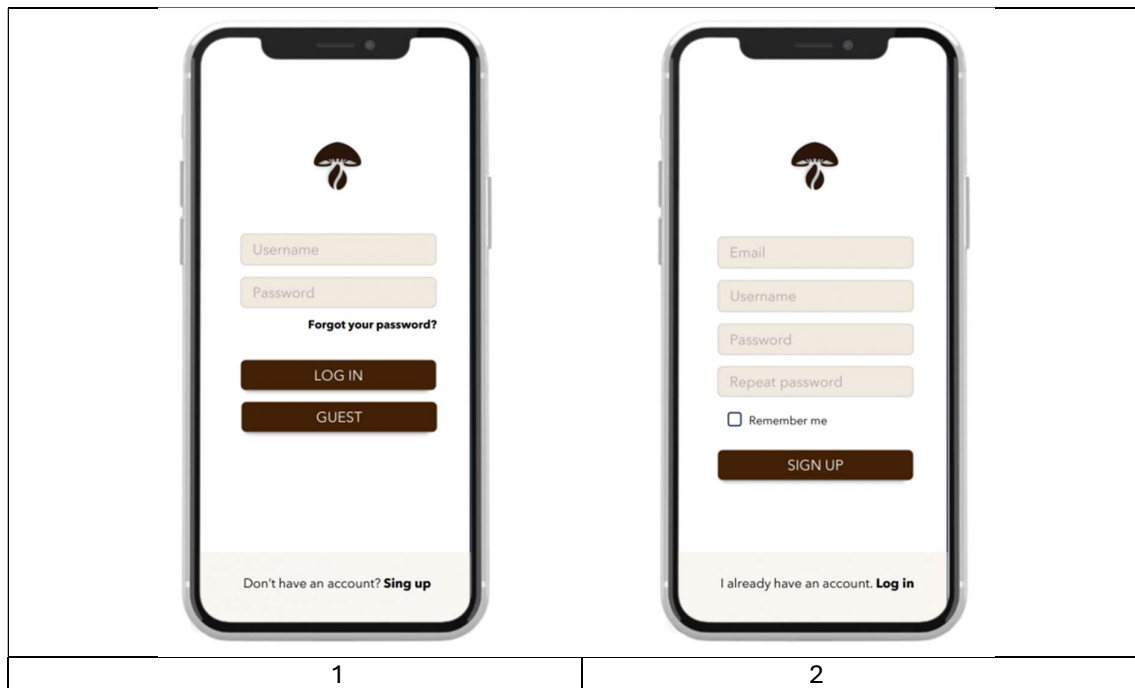 Username
Password
Forgot your password?
LOG IN
GUEST
Don't have an account? Sing up
Email
Username
Password
Repeat password
Remember me
SIGN UP
I already have an account. Log in
1
2